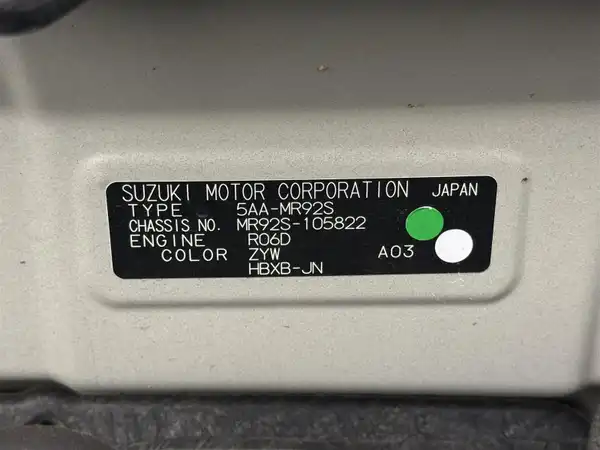 SUZUKI MOTOR CORPORATION JAPAN
TYPE 5AA-MR92S
CHASSIS NO. MR92S-105822
ENGINE R06D
COLOR ZYW A03
HBXB-JN